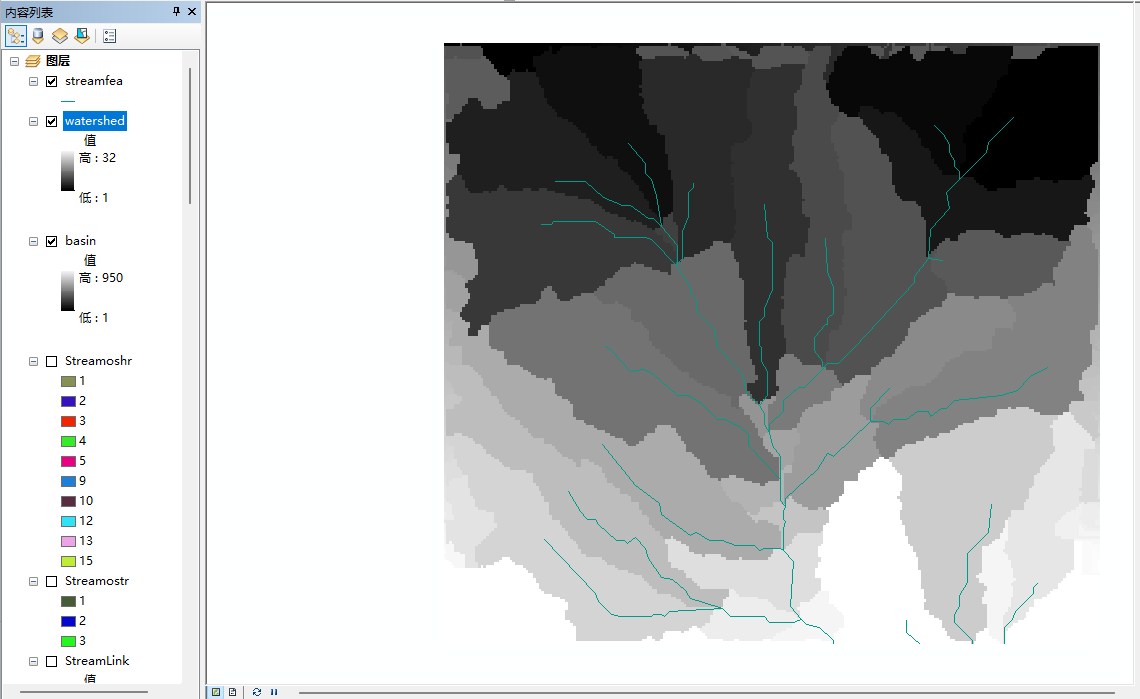 内容列表
图层
streamfea
watershed
值
高 : 32
低 : 1
basin
值
高 : 950
低 : 1
Streamoshr
1
2
3
4
5
9
10
12
13
15
Streamostr
1
2
3
StreamLink
值